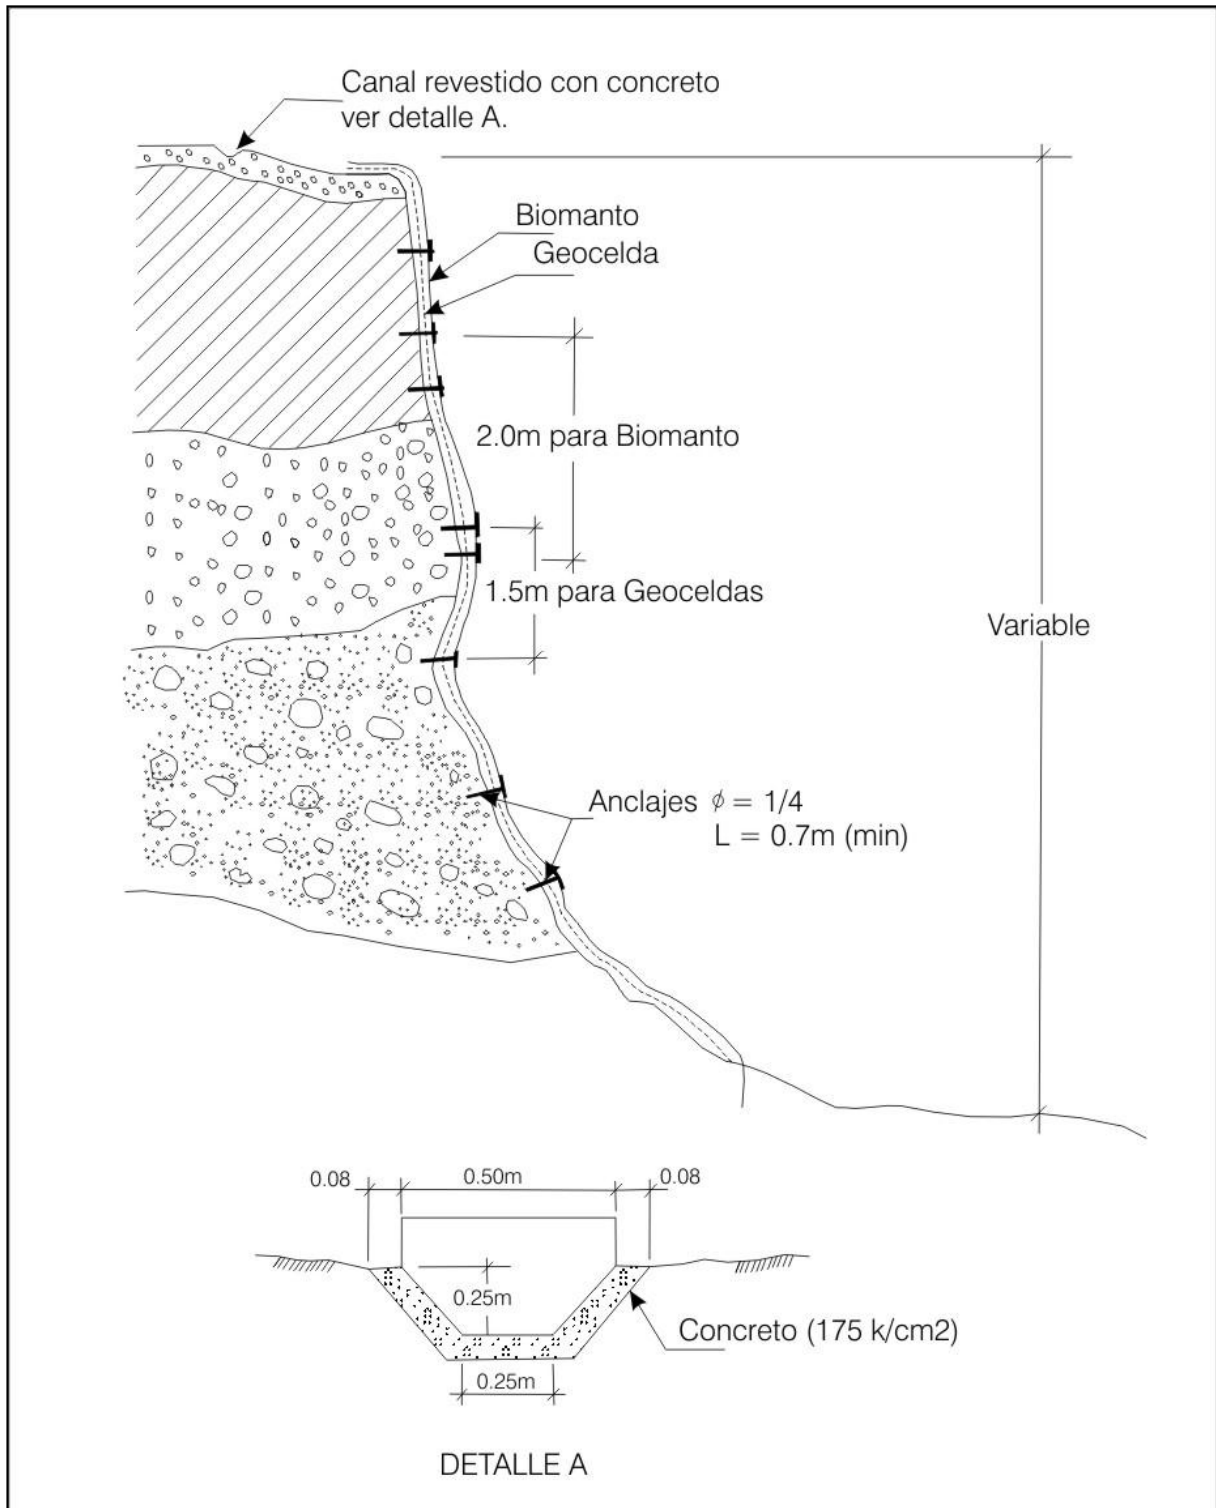 Canal revestido con concreto
ver detalle A.
Biomanto
Geocelda
2.0m para Biomanto
1.5m para Geoceldas
Variable
Anclajes ϕ = 1/4
L = 0.7m (min)
0.08
0.50m
0.08
0.25m
Concreto (175 k/cm2)
0.25m
DETALLE A